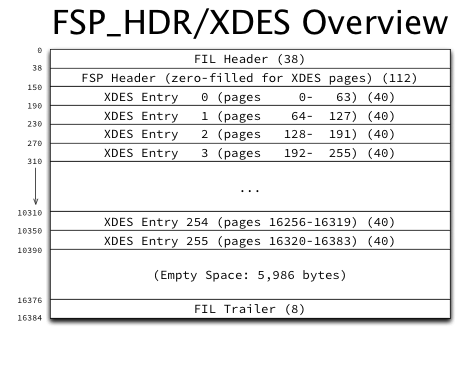 FSP_HDR/XDES Overview
0
FIL Header (38)
38
FSP Header (zero-filled for XDES pages) (112)
150
XDES Entry 0 (pages 0- 63) (40)
190
XDES Entry 1 (pages 64- 127) (40)
230
XDES Entry 2 (pages 128- 191) (40)
270
XDES Entry 3 (pages 192- 255) (40)
310
...
10310
XDES Entry 254 (pages 16256-16319) (40)
10350
XDES Entry 255 (pages 16320-16383) (40)
10390
(Empty Space: 5,986 bytes)
16376
FIL Trailer (8)
16384